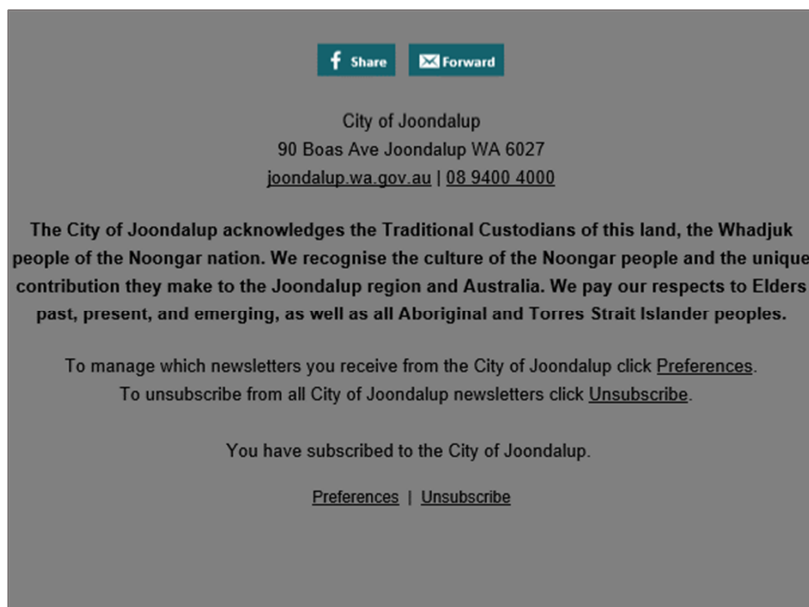 Share Forward
City of Joondalup
90 Boas Ave Joondalup WA 6027
joondalup.wa.gov.au | 08 9400 4000
The City of Joondalup acknowledges the Traditional Custodians of this land, the Whadjuk
people of the Noongar nation. We recognise the culture of the Noongar people and the unique
contribution they make to the Joondalup region and Australia. We pay our respects to Elders
past, present, and emerging, as well as all Aboriginal and Torres Strait Islander peoples.
To manage which newsletters you receive from the City of Joondalup click Preferences.
To unsubscribe from all City of Joondalup newsletters click Unsubscribe.
You have subscribed to the City of Joondalup.
Preferences | Unsubscribe